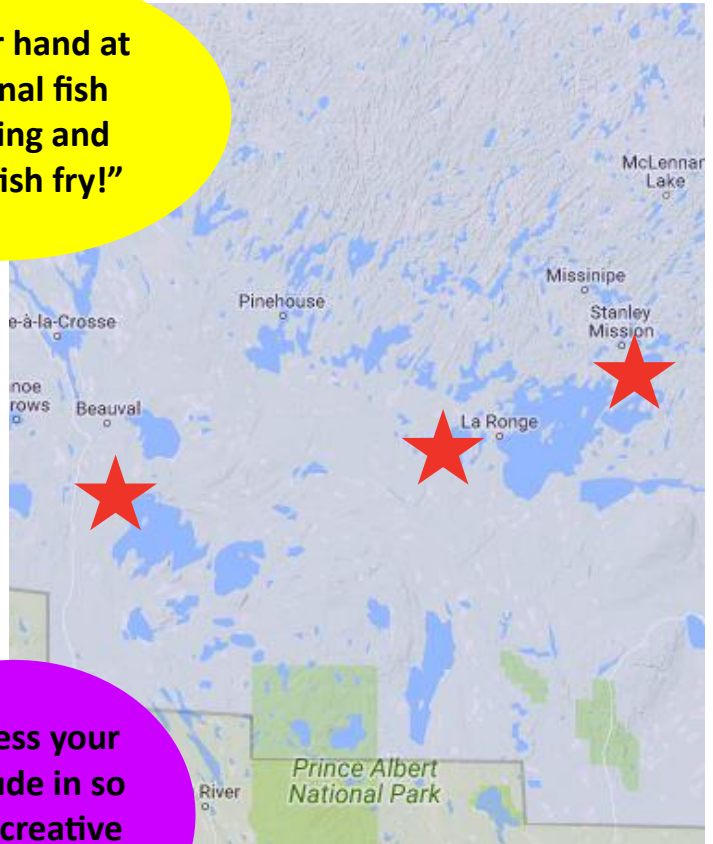 r hand at
nal fish
ing and
ish fry!”
McLennan
Lake
Missinipe
Stanley
Mission
Pinehouse
e-à-la-Crosse
noe
rows
Beauval
La Ronge
ess your
ude in so
creative
River
Prince Albert
National Park